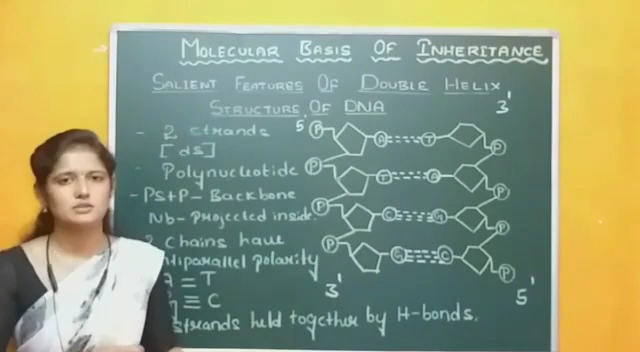 MOLECULAR BASIS OF INHERITANCE
SALIENT FEATURES OF DOUBLE HELIX
STRUCTURE OF DNA
- 2 strands
[ds]
- Polynucleotide
- PS+P - Backbone
Nb - Projected inside.
chains have
antiparallel polarity
= T
≡ C
strands held together by H-bonds.
5' 3'
P A T P
P T A P
P C G P
P G C P
3' 5'